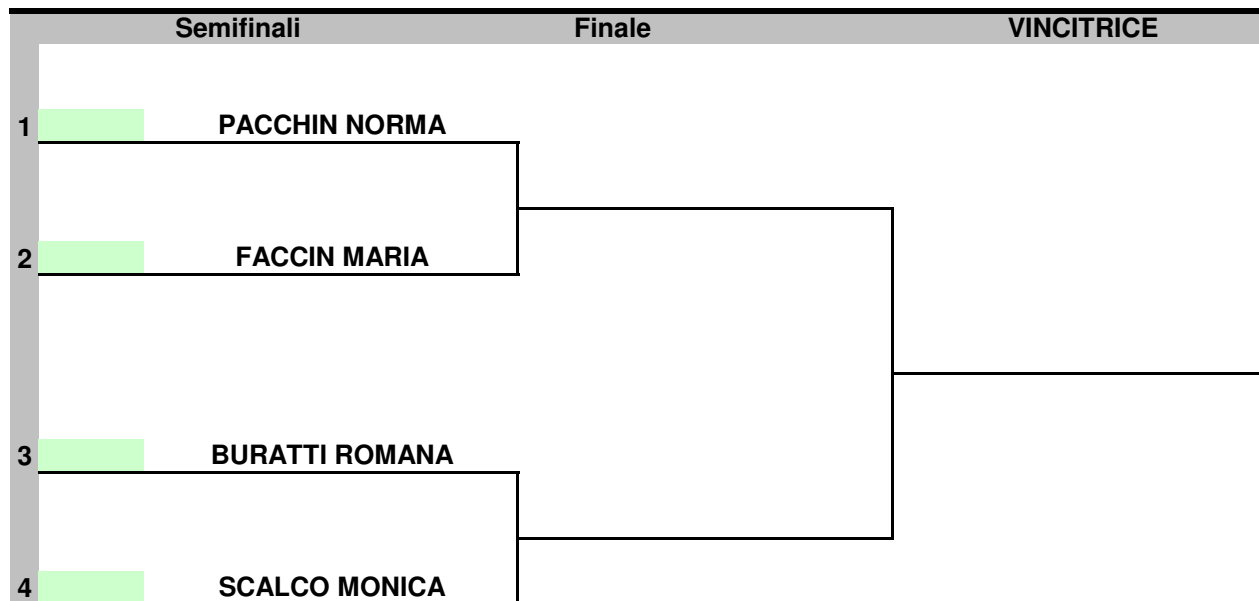 Semifinali Finale VINCITRICE
1 PACCHIN NORMA
2 FACCIN MARIA
3 BURATTI ROMANA
4 SCALCO MONICA